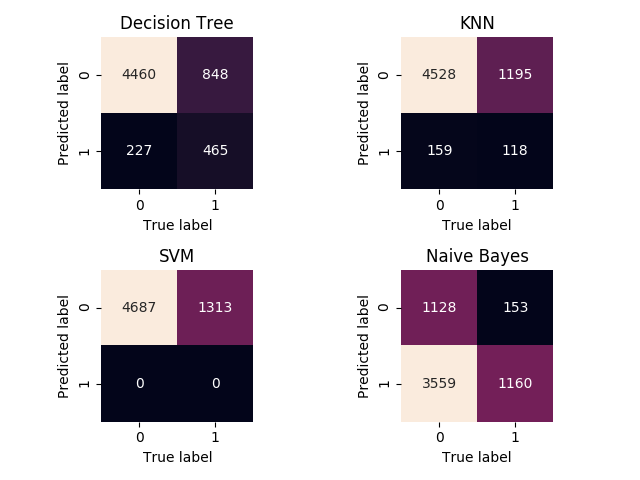 Decision Tree
Predicted label
0
4460 848
1
227 465
0 1
True label
KNN
Predicted label
0
4528 1195
1
159 118
0 1
True label
SVM
Predicted label
0
4687 1313
1
0 0
0 1
True label
Naive Bayes
Predicted label
0
1128 153
1
3559 1160
0 1
True label